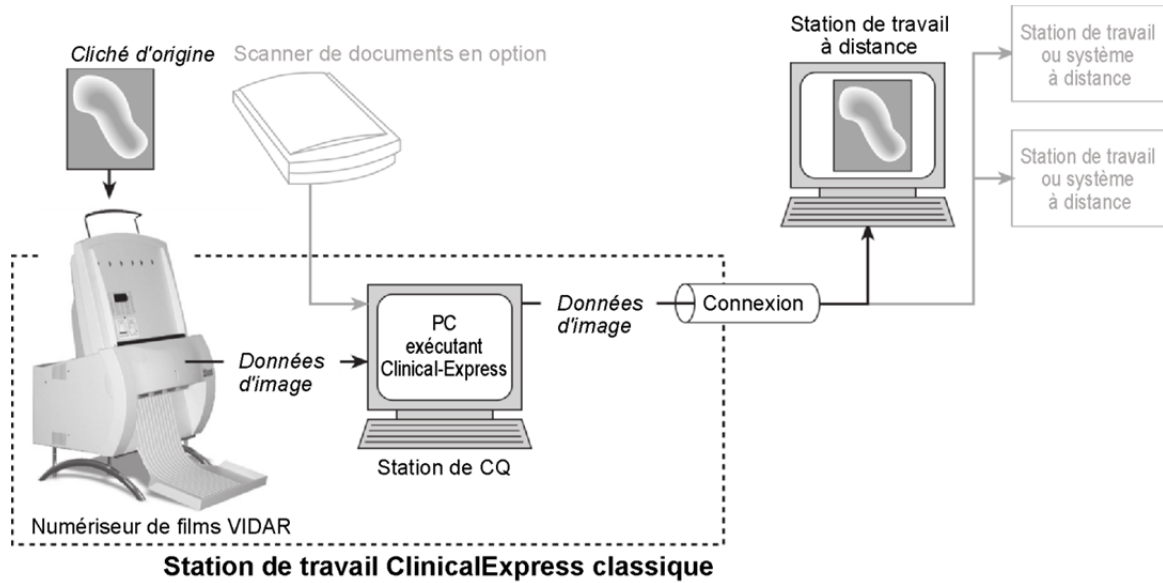 Cliché d'origine
Scanner de documents en option
Station de travail
à distance
Station de travail
ou système
à distance
Station de travail
ou système
à distance
PC
exécutant
Clinical-Express
Données
d'image
Connexion
Données
d'image
Station de CQ
Numériseur de films VIDAR
Station de travail ClinicalExpress classique